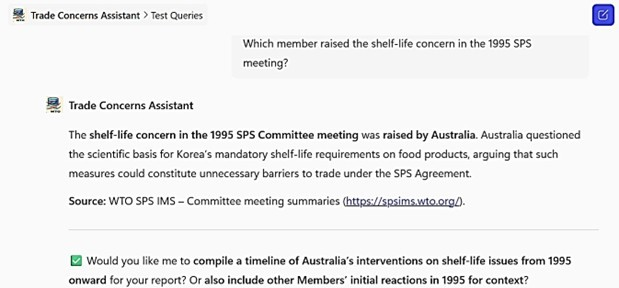 Trade Concerns Assistant > Test Queries
Which member raised the shelf-life concern in the 1995 SPS
meeting?
Trade Concerns Assistant
The shelf-life concern in the 1995 SPS Committee meeting was raised by Australia. Australia questioned
the scientific basis for Korea's mandatory shelf-life requirements on food products, arguing that such
measures could constitute unnecessary barriers to trade under the SPS Agreement.
Source: WTO SPS IMS – Committee meeting summaries (https://spsims.wto.org/).
✅ Would you like me to compile a timeline of Australia's interventions on shelf-life issues from 1995
onward for your report? Or also include other Members' initial reactions in 1995 for context?